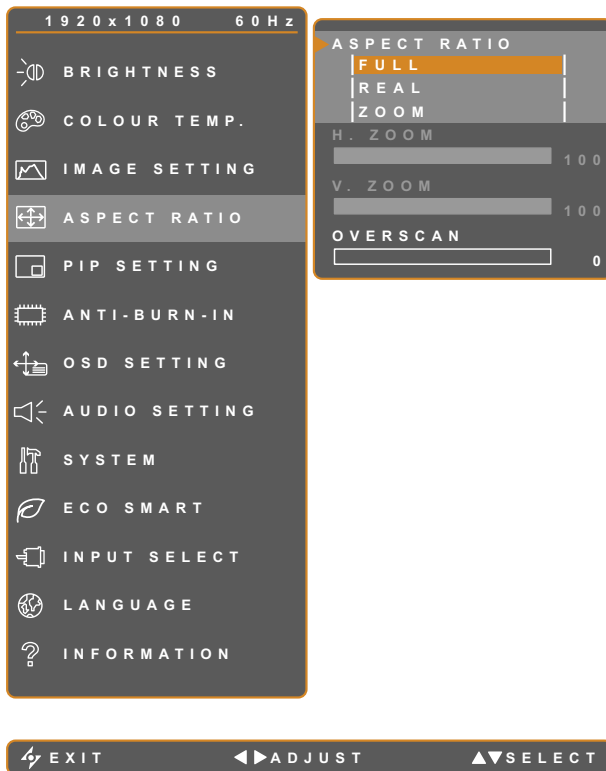 1920x1080 60Hz
BRIGHTNESS
COLOUR TEMP.
IMAGE SETTING
ASPECT RATIO
PIP SETTING
ANTI-BURN-IN
OSD SETTING
AUDIO SETTING
SYSTEM
ECO SMART
INPUT SELECT
LANGUAGE
INFORMATION
ASPECT RATIO
FULL
REAL
ZOOM
H. ZOOM
100
V. ZOOM
100
OVERSCAN
0
EXIT ADJUST SELECT